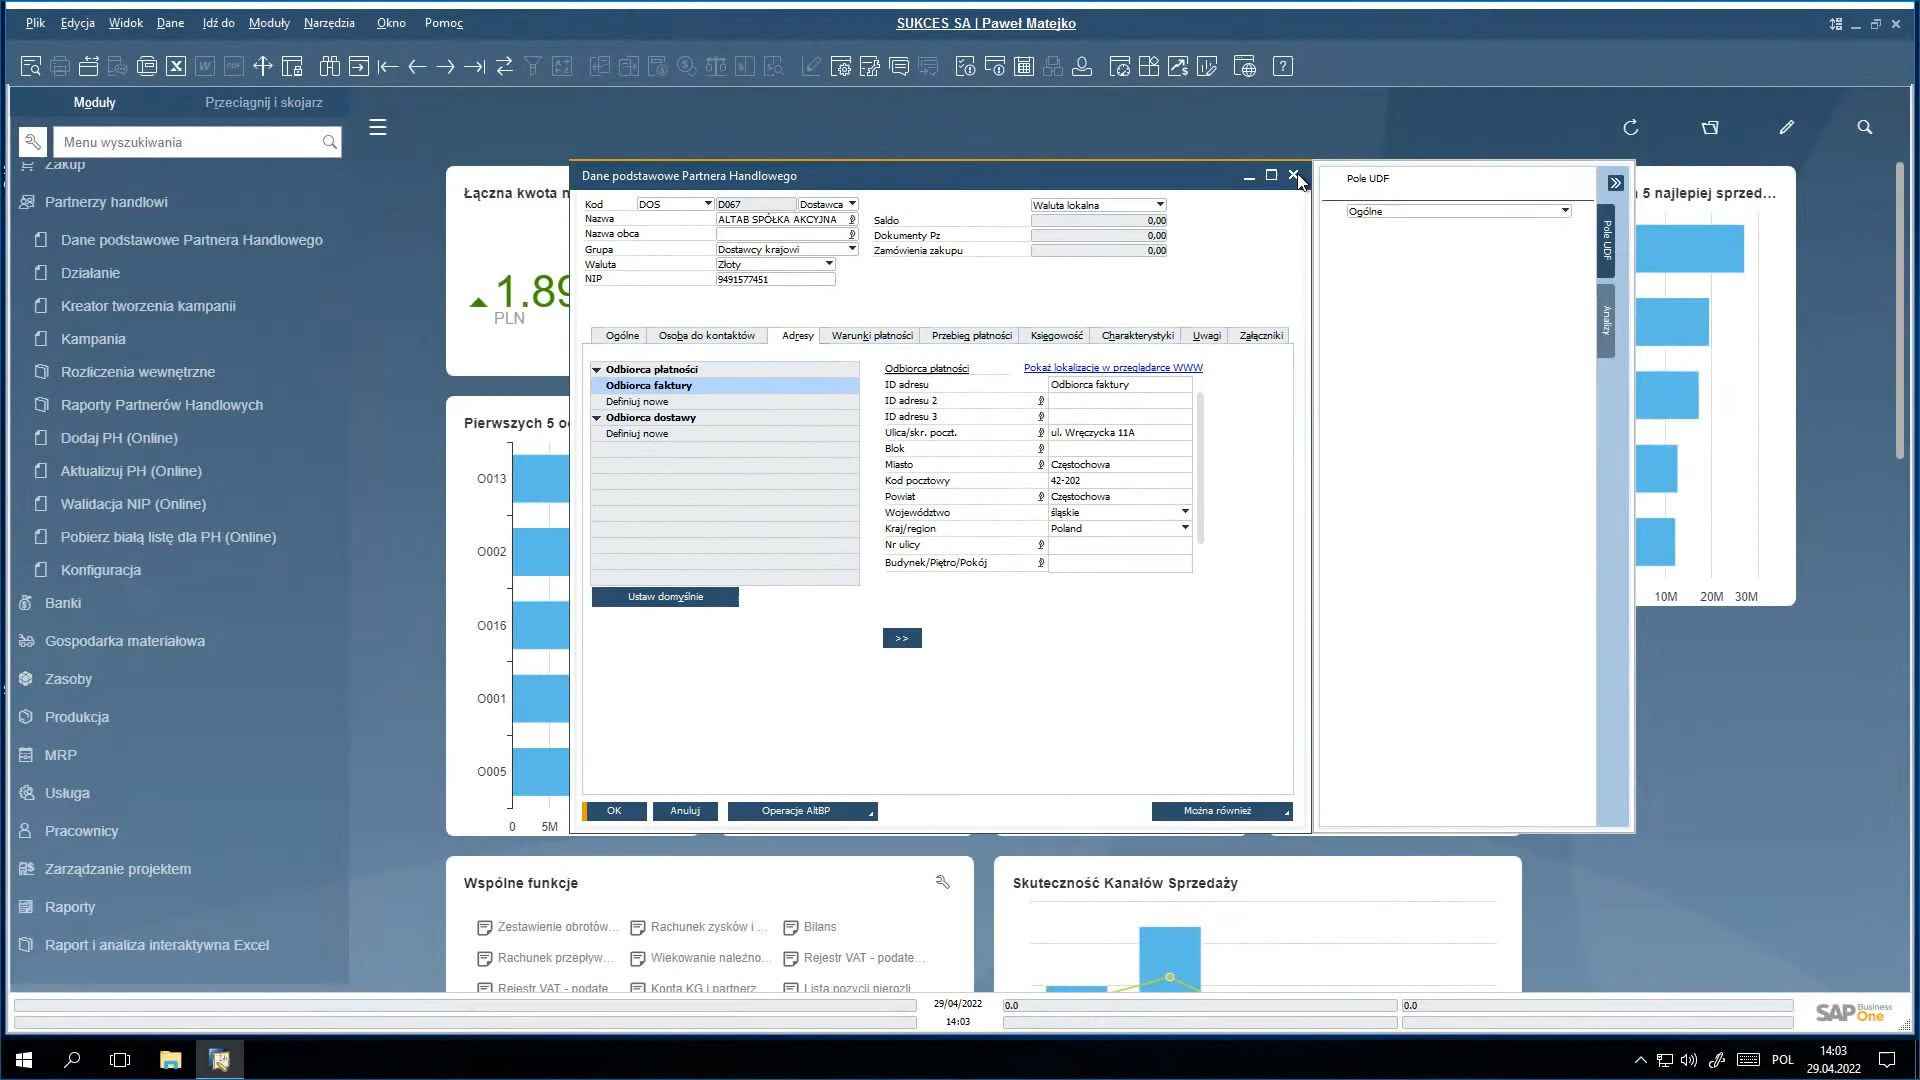 Plik Edycja Widok Dane Idź do Moduły Narzędzia Okno Pomoc
SUKCES SA | Paweł Matejko
Moduły Przeciągnij i skojarz
Menu wyszukiwania
Zakup
Partnerzy handlowi
Dane podstawowe Partnera Handlowego
Działanie
Kreator tworzenia kampanii
Kampania
Rozliczenia wewnętrzne
Raporty Partnerów Handlowych
Dodaj PH (Online)
Aktualizuj PH (Online)
Walidacja NIP (Online)
Pobierz białą listę dla PH (Online)
Konfiguracja
Banki
Gospodarka materiałowa
Zasoby
Produkcja
MRP
Usługa
Pracownicy
Zarządzanie projektem
Raporty
Raport i analiza interaktywna Excel
Łączna kwota n
1.89
PLN
Pierwszych 5 o
O013
O002
O016
O001
O005
0 5M
Dane podstawowe Partnera Handlowego
Kod DOS D067 Dostawca
Nazwa ALTAB SPÓŁKA AKCYJNA
Nazwa obca
Grupa Dostawcy krajowi
Waluta Złoty
NIP 9491577451
Waluta lokalna
Saldo 0,00
Dokumenty Pz 0,00
Zamówienia zakupu 0,00
Ogólne Osoba do kontaktów Adresy Warunki płatności Przebieg płatności Księgowość Charakterystyki Uwagi Załączniki
Odbiorca płatności
Odbiorca faktury
Definiuj nowe
Odbiorca dostawy
Definiuj nowe
Ustaw domyślnie
Odbiorca płatności Pokaż lokalizację w przeglądarce WWW
ID adresu Odbiorca faktury
ID adresu 2
ID adresu 3
Ulica/skr. poczt. ul. Wręczycka 11A
Blok
Miasto Częstochowa
Kod pocztowy 42-202
Powiat Częstochowa
Województwo śląskie
Kraj/region Poland
Nr ulicy
Budynek/Piętro/Pokój
>>
OK Anuluj Operacje AltBP Można również
Pole UDF
Ogólne
Pole UDF
Analizy
5 najlepiej sprzed...
10M 20M 30M
Wspólne funkcje
Zestawienie obrotów... Rachunek zysków i ... Bilans
Rachunek przepływ... Wiekowanie należno... Rejestr VAT - podate...
Rejestr VAT - podate Konta KG i partnerz Lista pozycji nierozli
Skuteczność Kanałów Sprzedaży
29/04/2022 0.0 0.0
14:03
SAP Business One
POL
14:03
29.04.2022